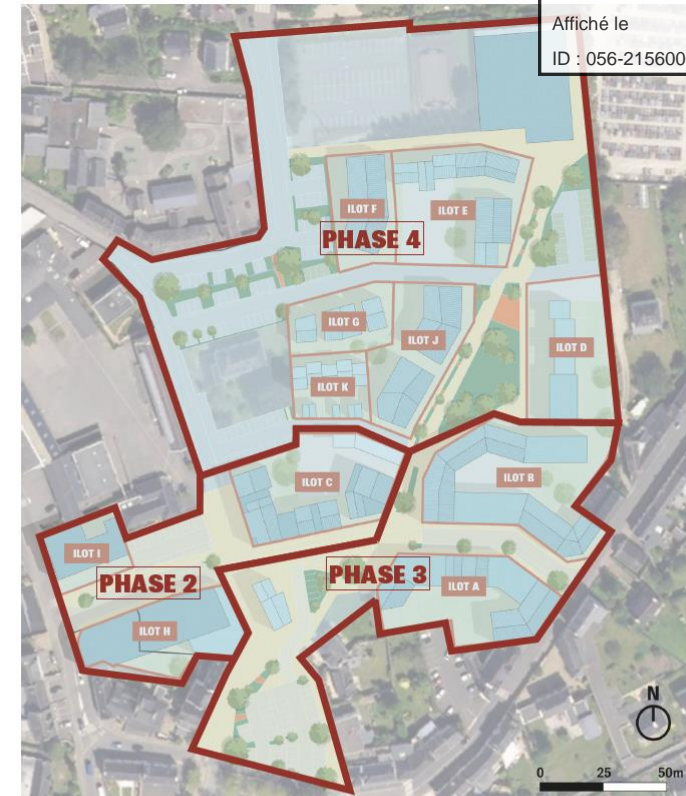 Affiché le
ID : 056-215600
ILOT F
ILOT E
PHASE 4
ILOT G
ILOT J
ILOT D
ILOT K
ILOT C
ILOT B
ILOT I
PHASE 2
PHASE 3
ILOT A
ILOT H
N
0 25 50m